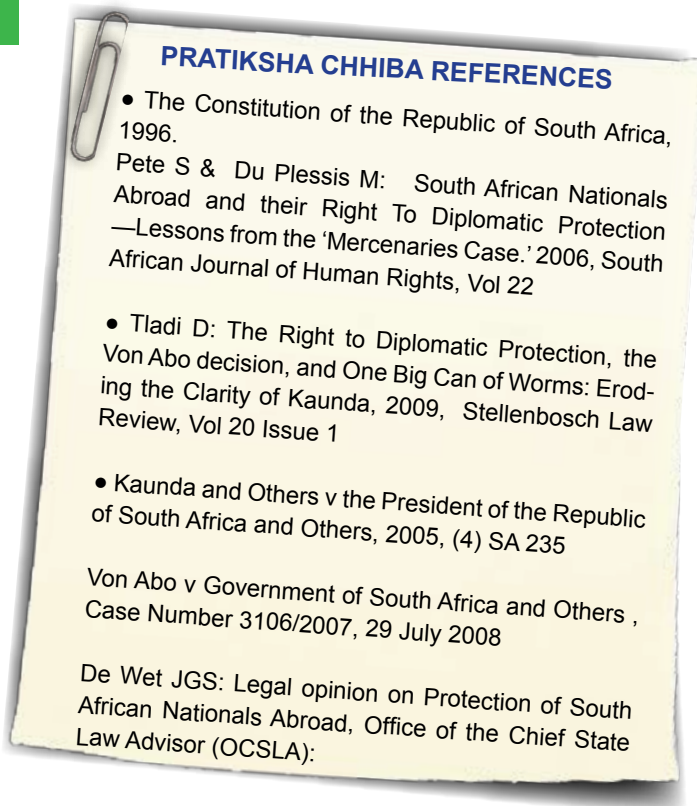 PRATIKSHA CHHIBA REFERENCES
● The Constitution of the Republic of South Africa,
1996.
Pete S & Du Plessis M: South African Nationals
Abroad and their Right To Diplomatic Protection
—Lessons from the ‘Mercenaries Case.’ 2006, South
African Journal of Human Rights, Vol 22
● Tladi D: The Right to Diplomatic Protection, the
Von Abo decision, and One Big Can of Worms: Erod-
ing the Clarity of Kaunda, 2009, Stellenbosch Law
Review, Vol 20 Issue 1
● Kaunda and Others v the President of the Republic
of South Africa and Others, 2005, (4) SA 235
Von Abo v Government of South Africa and Others ,
Case Number 3106/2007, 29 July 2008
De Wet JGS: Legal opinion on Protection of South
African Nationals Abroad, Office of the Chief State
Law Advisor (OCSLA):